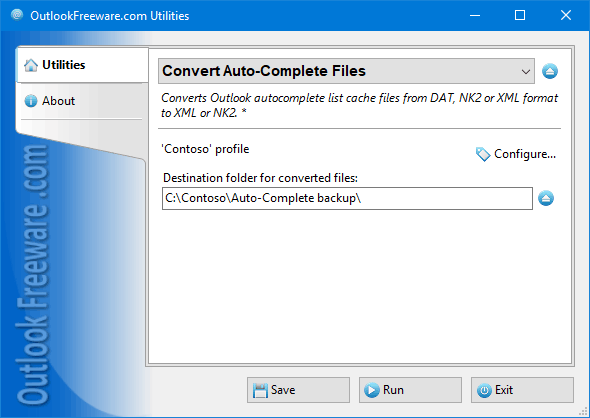 OutlookFreeware.com Utilities
Utilities
About
Convert Auto-Complete Files
Converts Outlook autocomplete list cache files from DAT, NK2 or XML format
to XML or NK2. *
'Contoso' profile
Configure...
Destination folder for converted files:
C:\Contoso\Auto-Complete backup\
Outlook Freeware .com
Save
Run
Exit